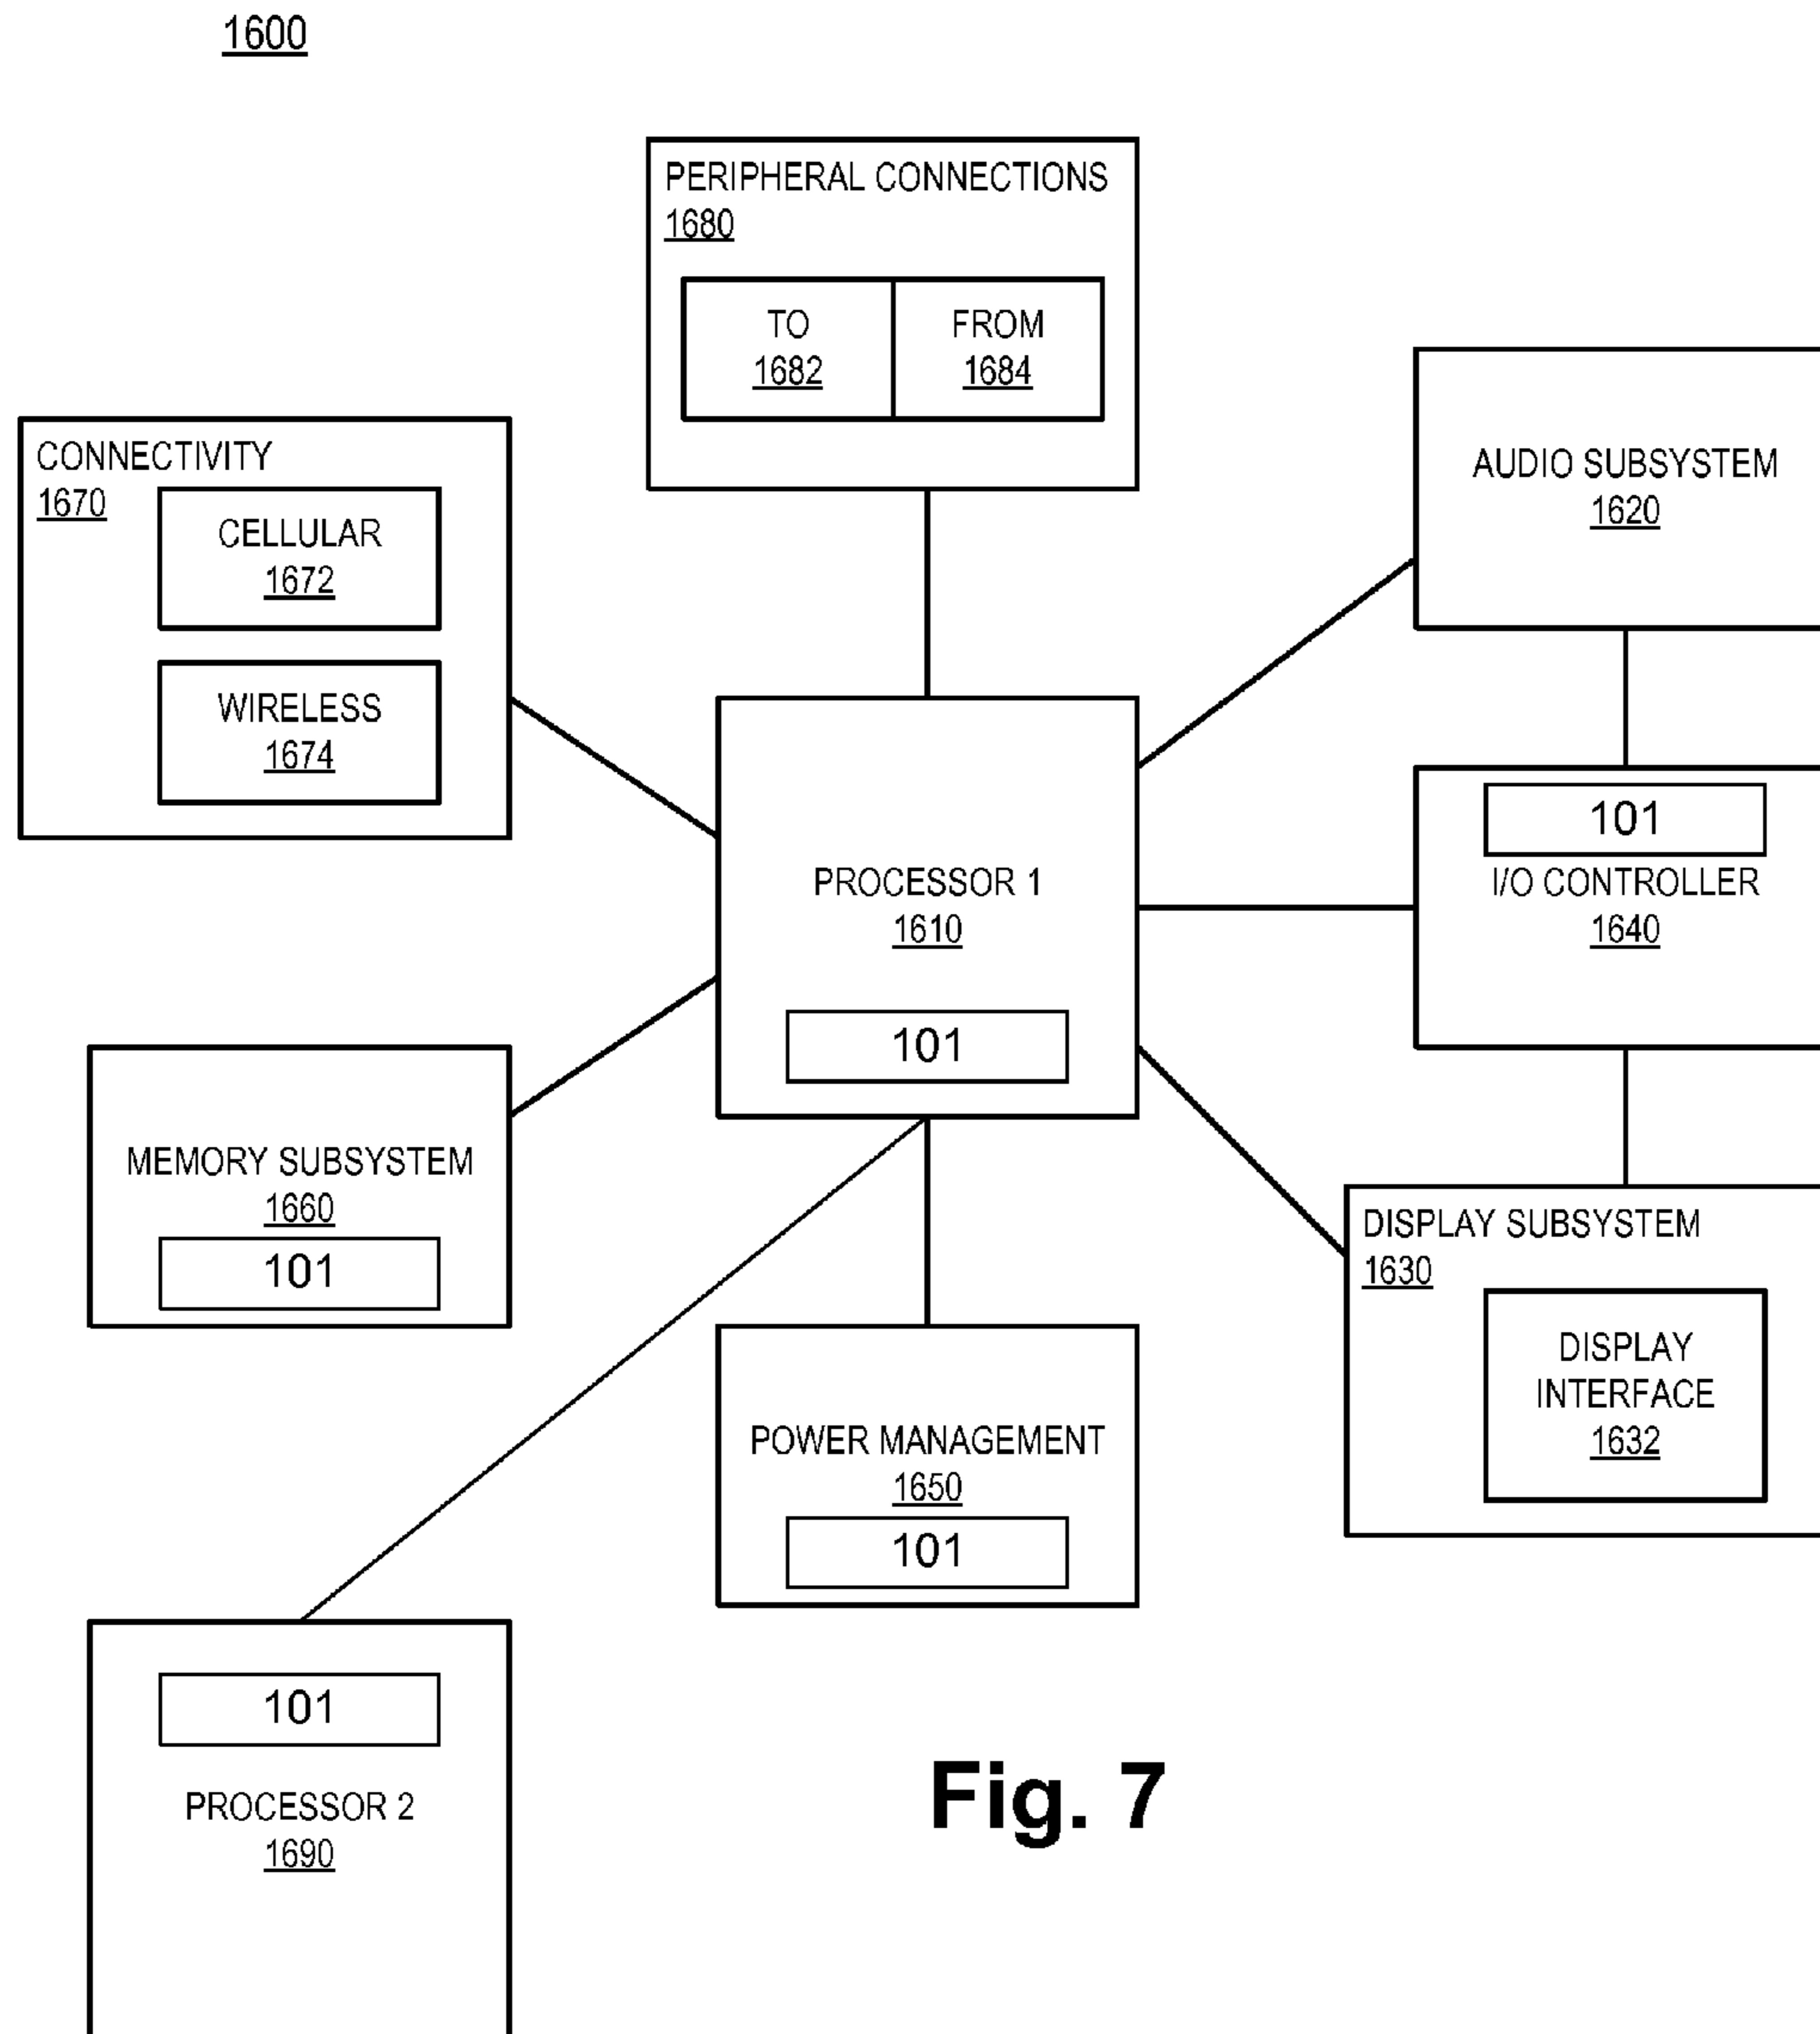 1600
PERIPHERAL CONNECTIONS
1680
TO
1682
FROM
1684
CONNECTIVITY
1670
CELLULAR
1672
WIRELESS
1674
AUDIO SUBSYSTEM
1620
PROCESSOR 1
1610
101
101
I/O CONTROLLER
1640
MEMORY SUBSYSTEM
1660
101
DISPLAY SUBSYSTEM
1630
DISPLAY
INTERFACE
1632
POWER MANAGEMENT
1650
101
101
PROCESSOR 2
1690
Fig. 7